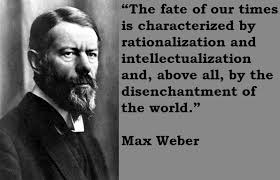 “The fate of our times
is characterized by
rationalization and
intellectualization
and, above all, by the
disenchantment of
the world.”
Max Weber